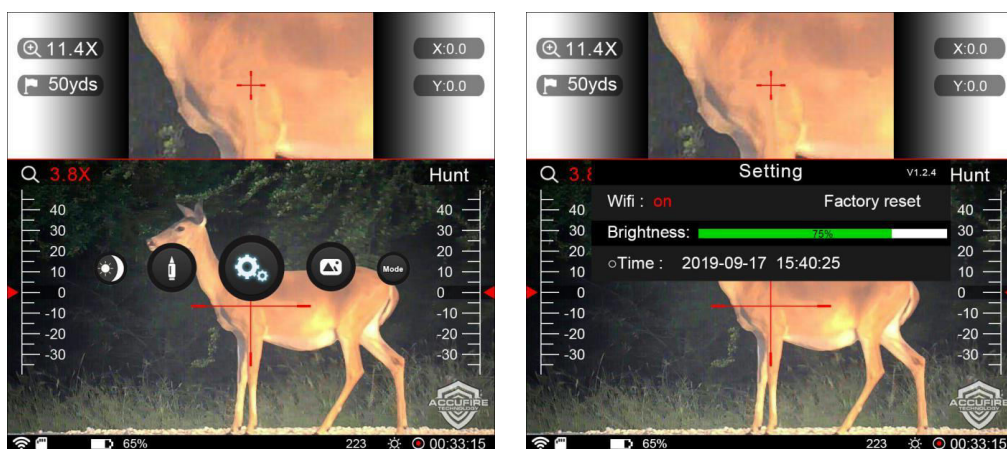 11.4X
X:0.0
50yds
Y:0.0
3.8X
Hunt
40
40
30
30
20
20
10
10
Mode
0
0
-10
-10
-20
-20
-30
-30
ACCUFIRE
TECHNOLOGY
65%
223
00:33:15
11.4X
X:0.0
50yds
Y:0.0
3.8
Setting
V1.2.4
Hunt
Wifi : on
Factory reset
40
40
Brightness:
75%
30
30
Time : 2019-09-17 15:40:25
20
20
10
10
0
0
-10
-10
-20
-20
-30
-30
ACCUFIRE
TECHNOLOGY
65%
223
00:33:15